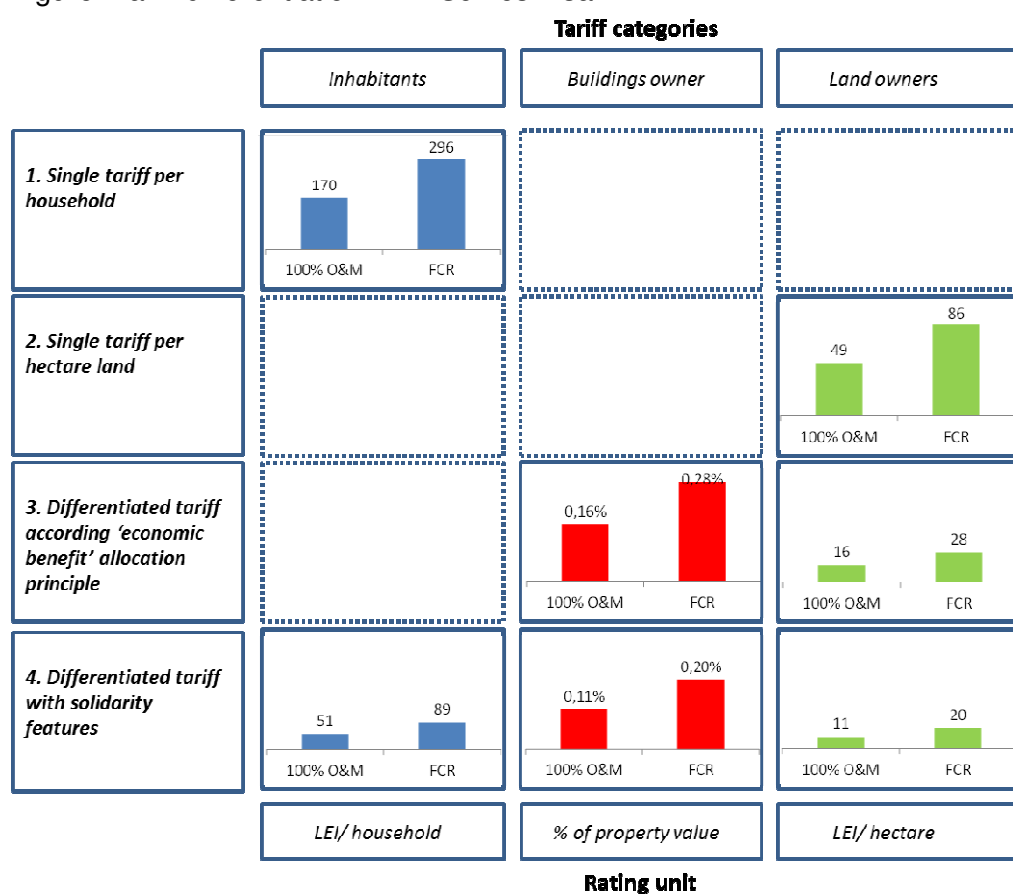 Tariff categories
Inhabitants
Buildings owner
Land owners
1. Single tariff per
household
296
170
100% O&M
FCR
2. Single tariff per
hectare land
86
49
100% O&M
FCR
3. Differentiated tariff
according ‘economic
benefit’ allocation
principle
0,28%
0,16%
100% O&M
FCR
28
16
100% O&M
FCR
4. Differentiated tariff
with solidarity
features
89
51
100% O&M
FCR
0,20%
0,11%
100% O&M
FCR
20
11
100% O&M
FCR
LEI/ household
% of property value
LEI/ hectare
Rating unit